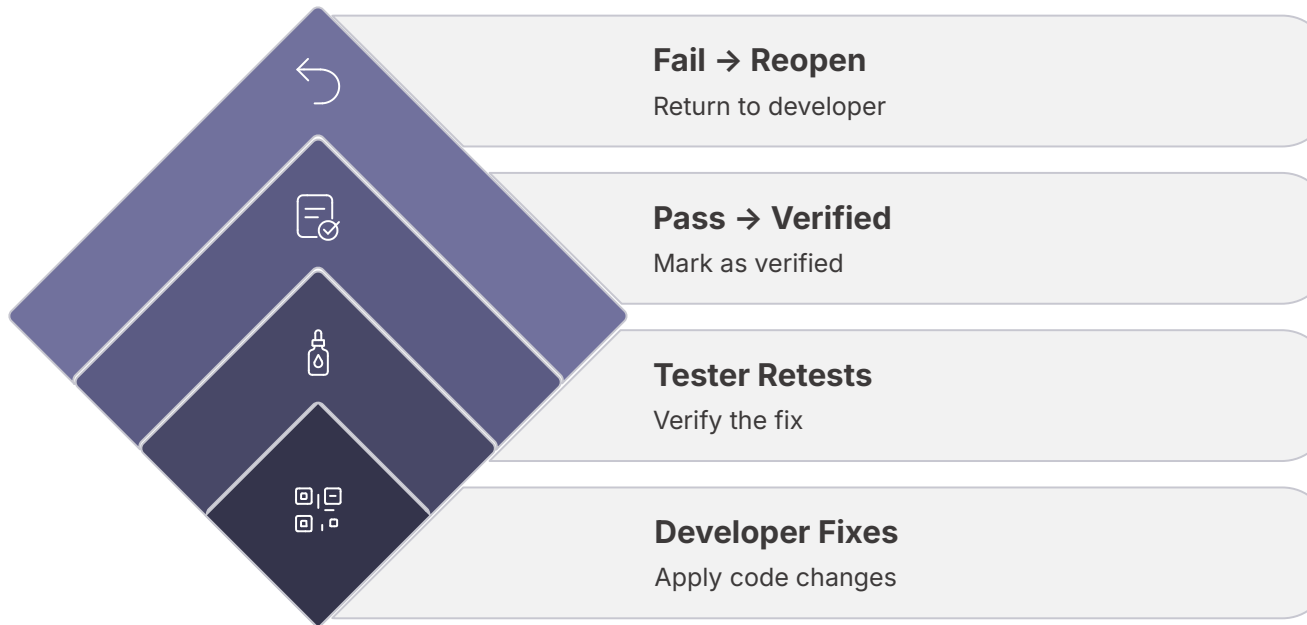 Fail → Reopen
Return to developer
Pass → Verified
Mark as verified
Tester Retests
Verify the fix
Developer Fixes
Apply code changes